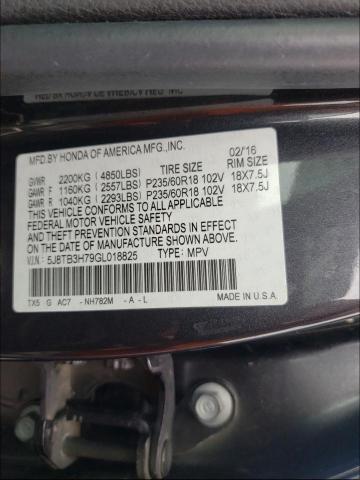 MFD.BY HONDA OF AMERICA MFG.,INC. 02/16
TIRE SIZE RIM SIZE
GVWR 2200KG (4850LBS)
GAWR F 1160KG (2557LBS) P235/60R18 102V 18X7.5J
GAWR R 1040KG (2293LBS) P235/60R18 102V 18X7.5J
THIS VEHICLE CONFORMS TO ALL APPLICABLE
FEDERAL MOTOR VEHICLE SAFETY
AND THEFT PREVENTION STANDARDS IN EFFECT
ON THE DATE OF MANUFACTURE SHOWN ABOVE.
V.I.N.: 5J8TB3H79GL018825 TYPE: MPV
TX5 G AC7 -NH782M -A-L MADE IN U.S.A.